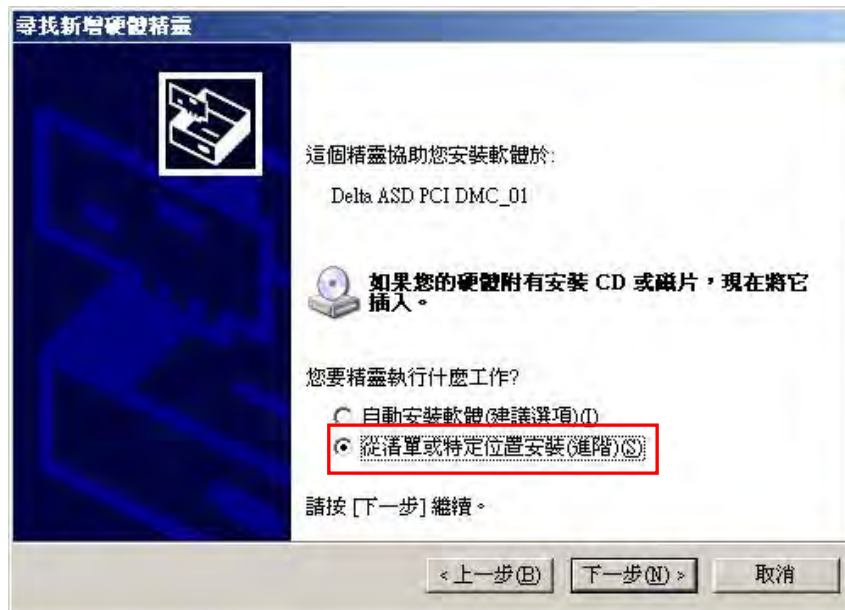 尋找新增硬體精靈
這個精靈協助您安裝軟體於:
Delta ASD PCI DMC_01
如果您的硬體附有安裝 CD 或磁片，現在將它
插入。
您要精靈執行什麼工作?
自動安裝軟體(建議選項)(I)
從清單或特定位置安裝(進階)(S)
請按 [下一步] 繼續。
<上一步(B) 下一步(N)> 取消